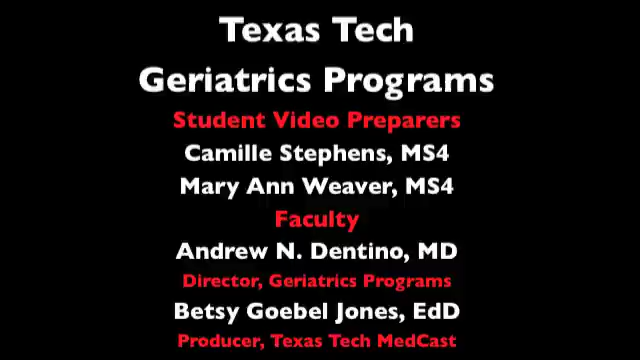 Texas Tech
Geriatrics Programs
Student Video Preparers
Camille Stephens, MS4
Mary Ann Weaver, MS4
Faculty
Andrew N. Dentino, MD
Director, Geriatrics Programs
Betsy Goebel Jones, EdD
Producer, Texas Tech MedCast